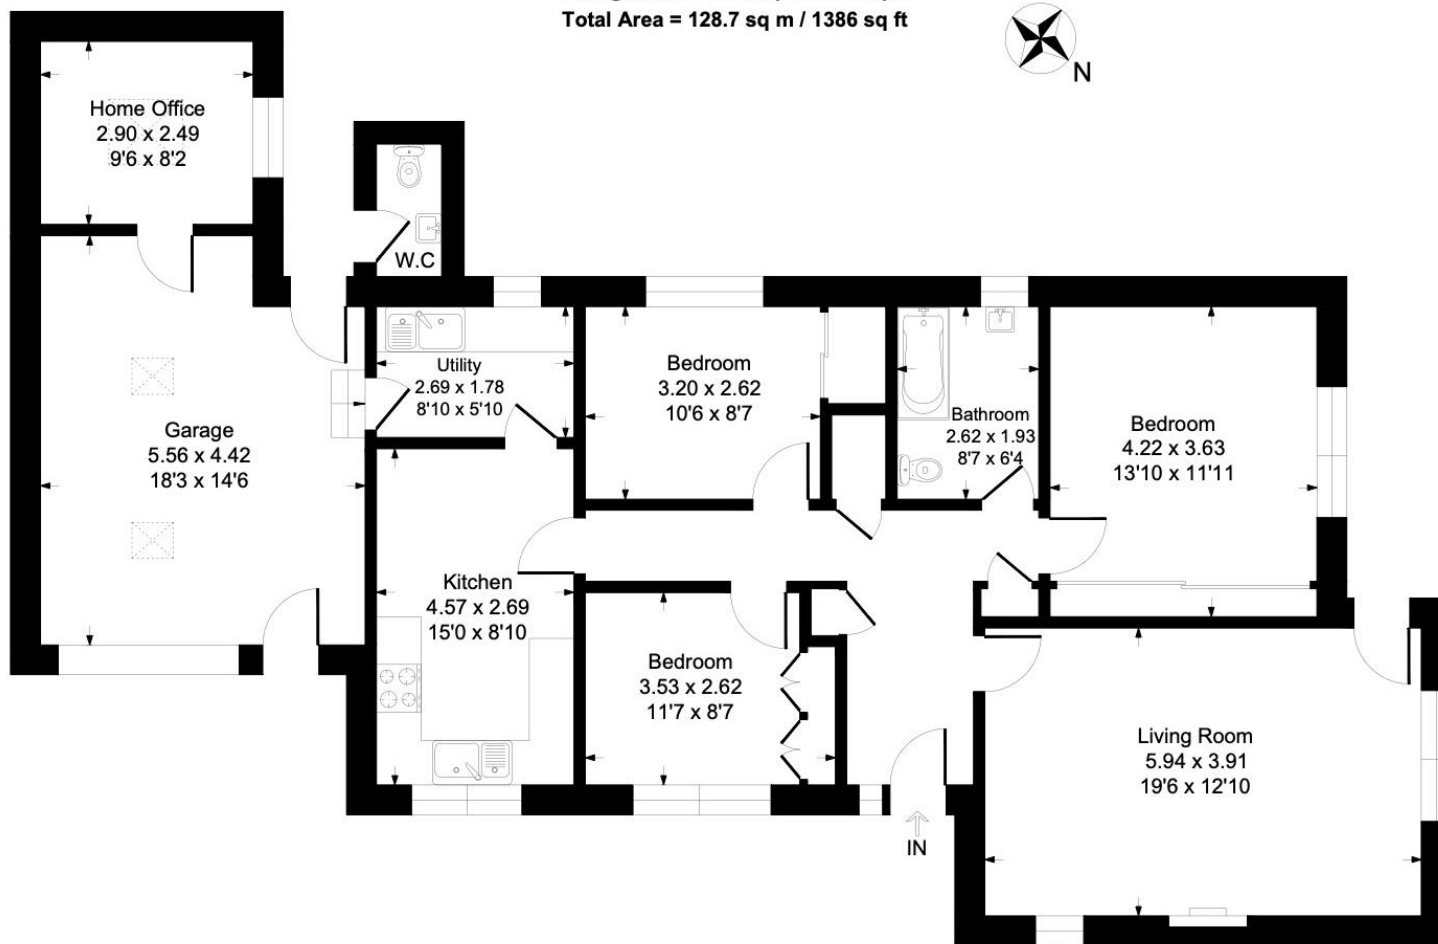 Total Area = 128.7 sq m / 1386 sq ft
N
Home Office
2.90 x 2.49
9'6 x 8'2
W.C
Utility
2.69 x 1.78
8'10 x 5'10
Bedroom
3.20 x 2.62
10'6 x 8'7
Bathroom
2.62 x 1.93
8'7 x 6'4
Bedroom
4.22 x 3.63
13'10 x 11'11
Garage
5.56 x 4.42
18'3 x 14'6
Kitchen
4.57 x 2.69
15'0 x 8'10
Bedroom
3.53 x 2.62
11'7 x 8'7
Living Room
5.94 x 3.91
19'6 x 12'10
IN